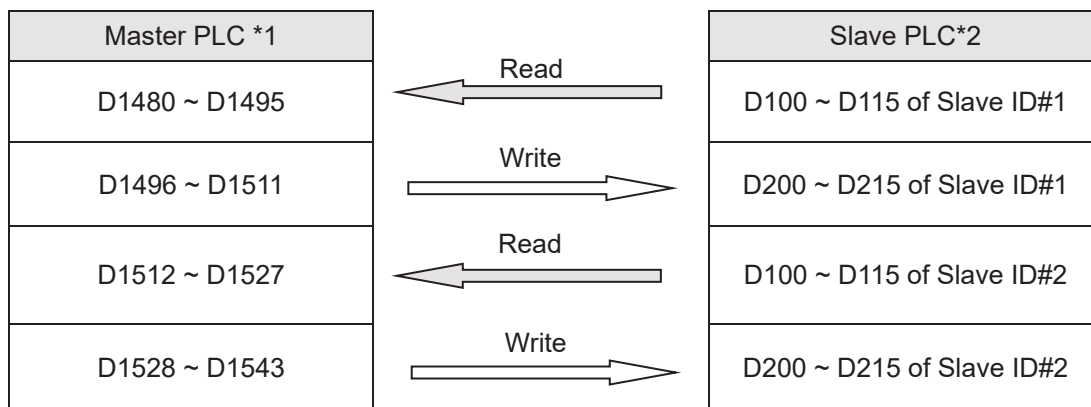 Master PLC *1
Slave PLC*2
Read
D1480 ~ D1495
D100 ~ D115 of Slave ID#1
Write
D1496 ~ D1511
D200 ~ D215 of Slave ID#1
Read
D1512 ~ D1527
D100 ~ D115 of Slave ID#2
Write
D1528 ~ D1543
D200 ~ D215 of Slave ID#2